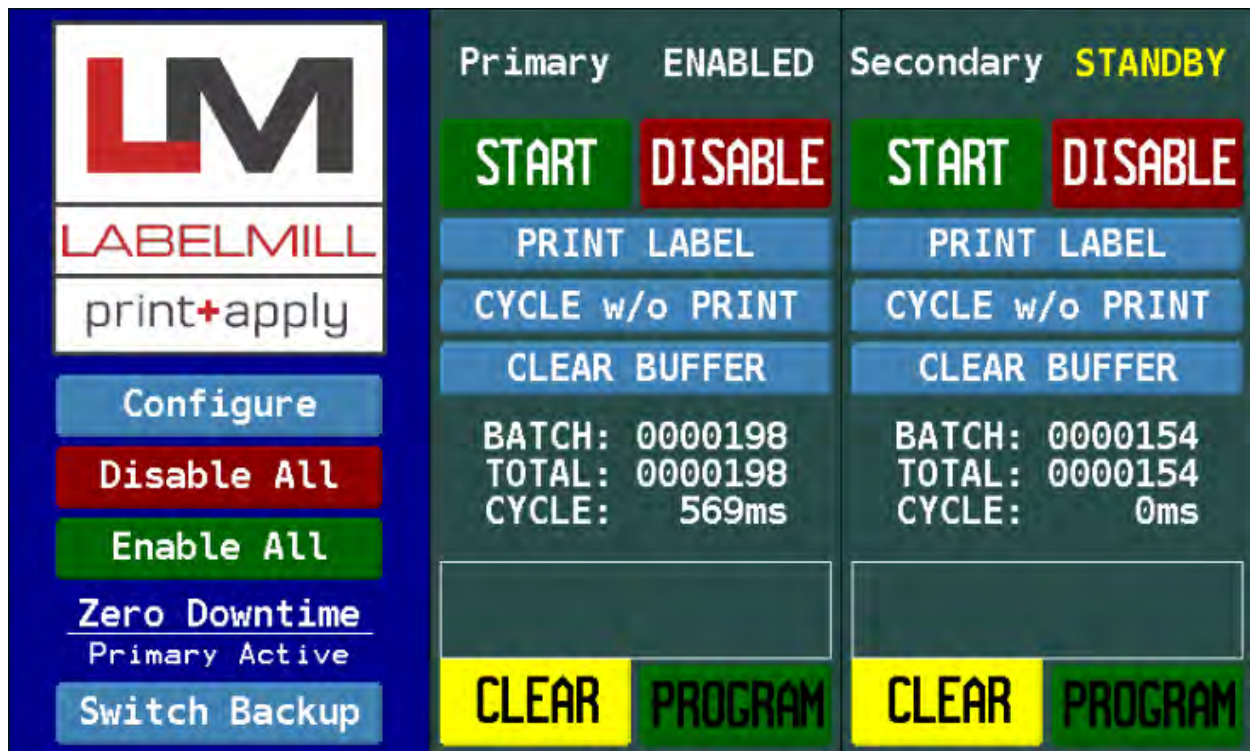 LM
LABELMILL
print+apply
Configure
Disable All
Enable All
Zero Downtime
Primary Active
Switch Backup
Primary ENABLED
START DISABLE
PRINT LABEL
CYCLE w/o PRINT
CLEAR BUFFER
BATCH: 0000198
TOTAL: 0000198
CYCLE: 569ms
CLEAR PROGRAM
Secondary STANDBY
START DISABLE
PRINT LABEL
CYCLE w/o PRINT
CLEAR BUFFER
BATCH: 0000154
TOTAL: 0000154
CYCLE: 0ms
CLEAR PROGRAM